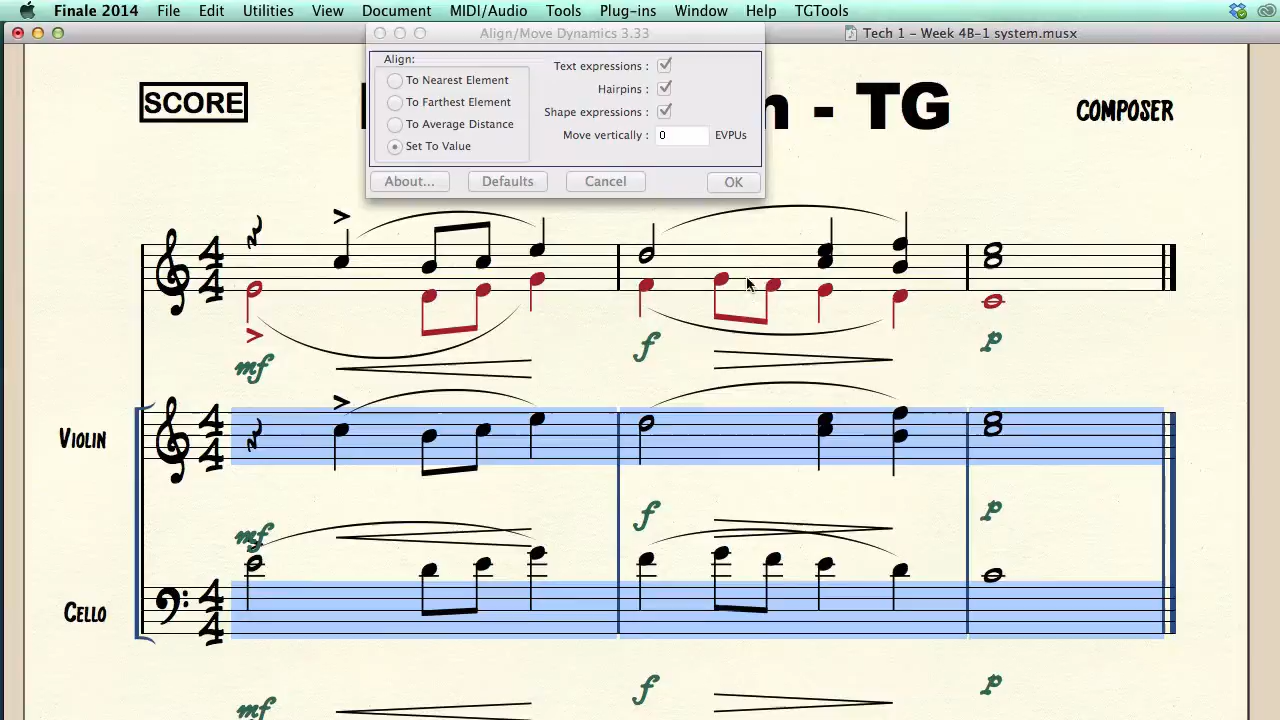 Finale 2014 File Edit Utilities View Document MIDI/Audio Tools Plug-ins Window Help TGTools
Align/Move Dynamics 3.33
Tech 1 - Week 4B-1 system.musx
Align:
To Nearest Element
To Farthest Element
To Average Distance
Set To Value
Text expressions :
Hairpins :
Shape expressions :
Move vertically : 0 EVPUs
About... Defaults Cancel OK
SCORE
- TG
COMPOSER
mf f p
VIOLIN
mf f p
CELLO
mf f p